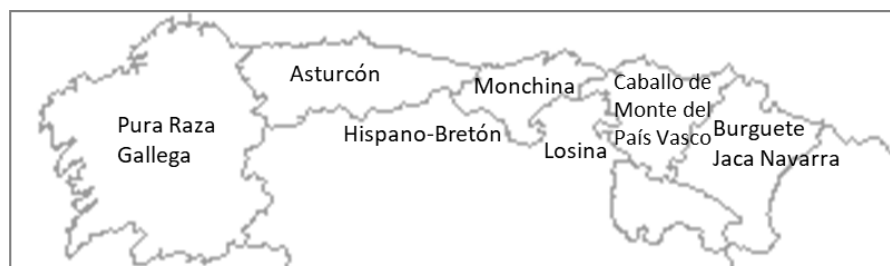 Pura Raza
Gallega
Asturcón
Hispano-Bretón
Monchina
Losina
Caballo de
Monte del
País Vasco
Burguete
Jaca Navarra